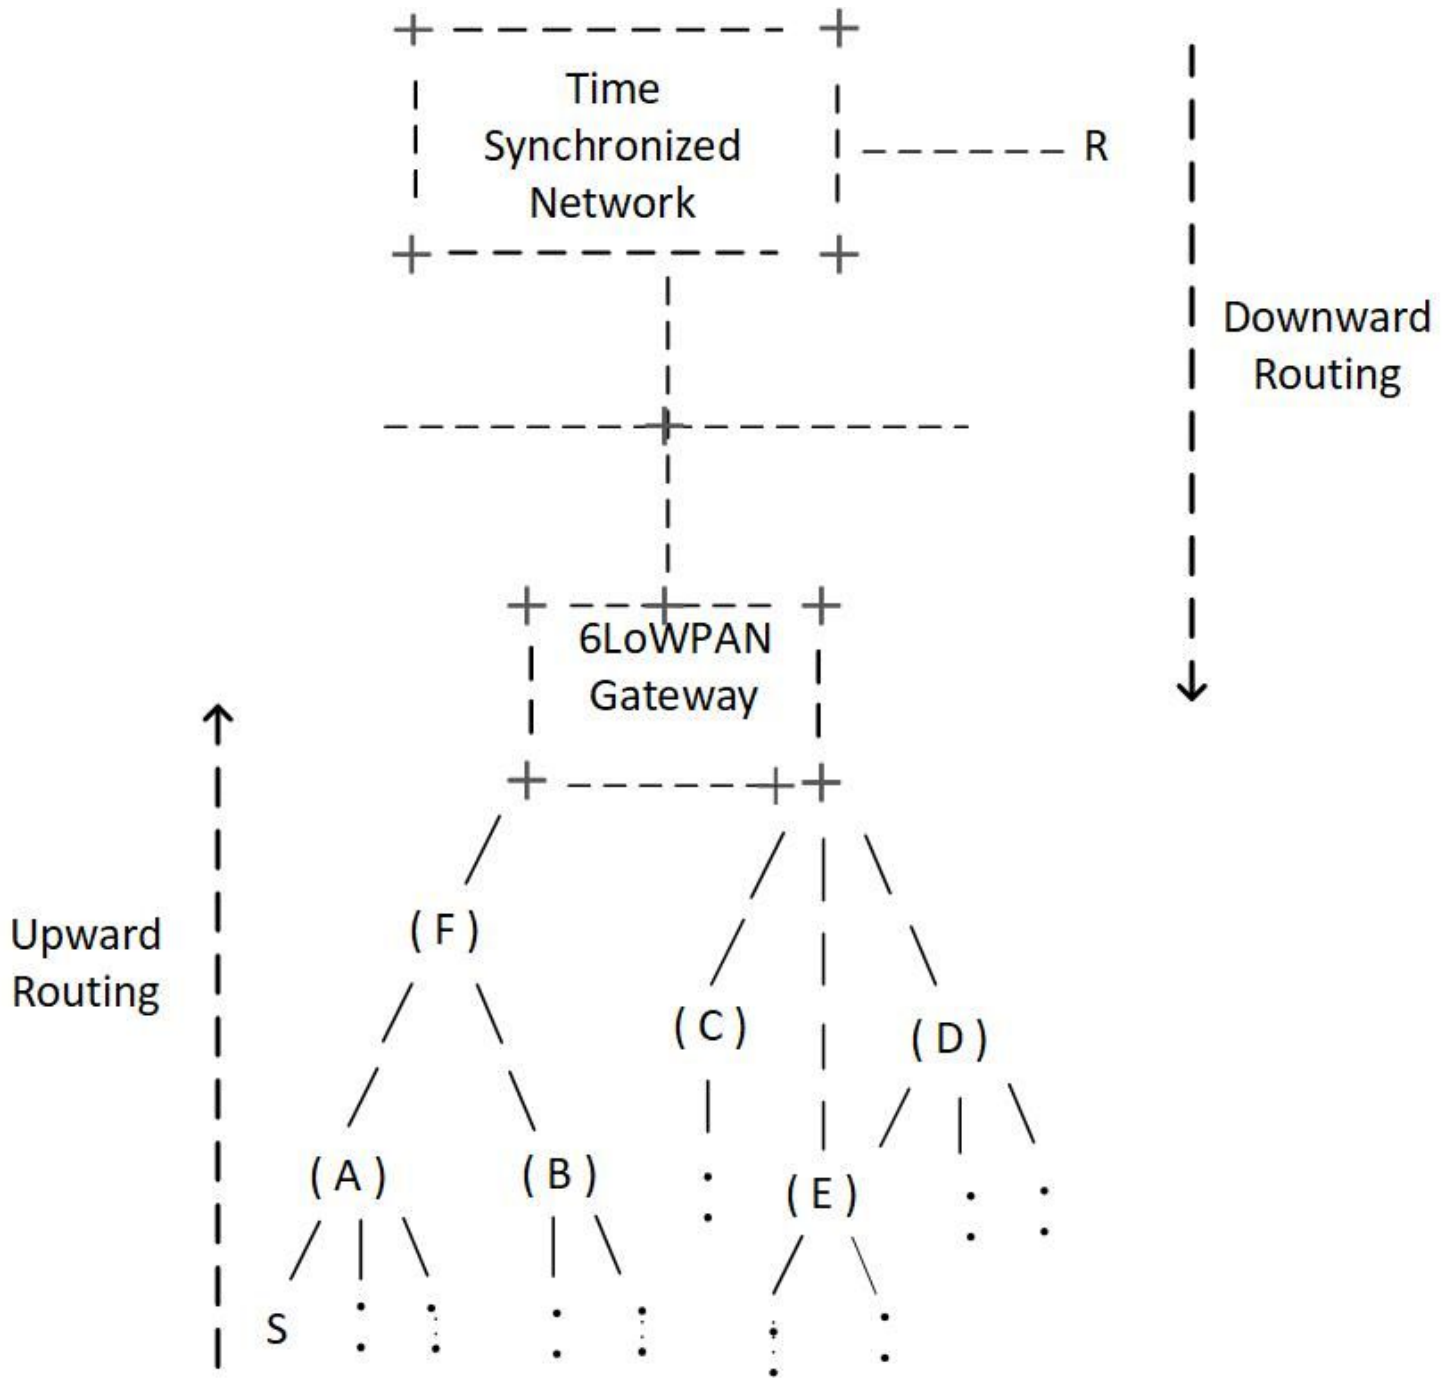 Time
Synchronized
Network
R
Downward
Routing
6LoWPAN
Gateway
Upward
Routing
( F )
( C )
( D )
( A )
( B )
( E )
S